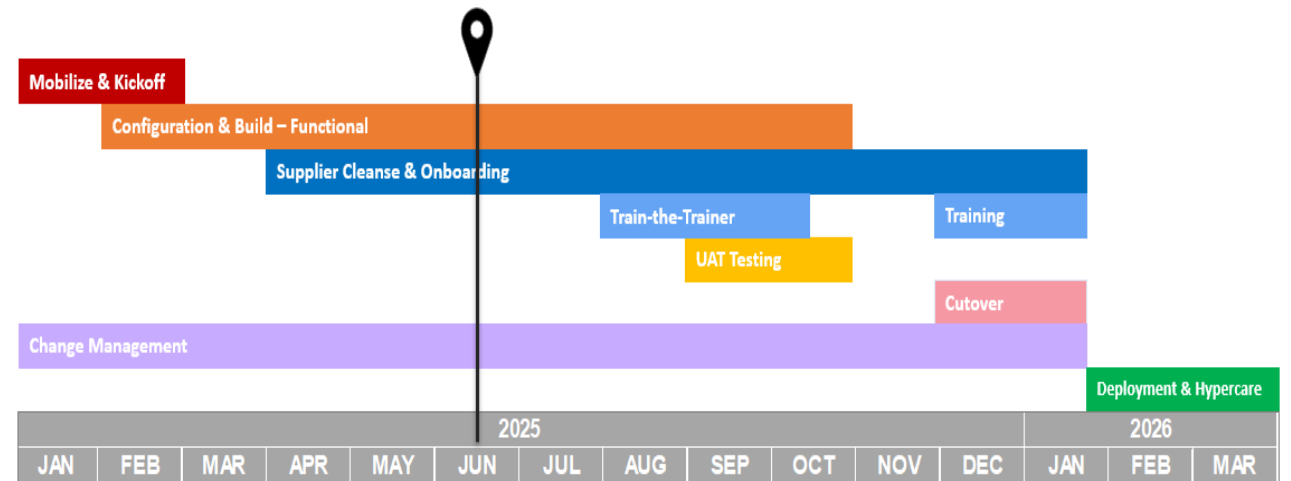 Mobilize & Kickoff
Configuration & Build – Functional
Supplier Cleanse & Onboarding
Train-the-Trainer
Training
UAT Testing
Cutover
Change Management
Deployment & Hypercare
2025 2026
JAN FEB MAR APR MAY JUN JUL AUG SEP OCT NOV DEC JAN FEB MAR